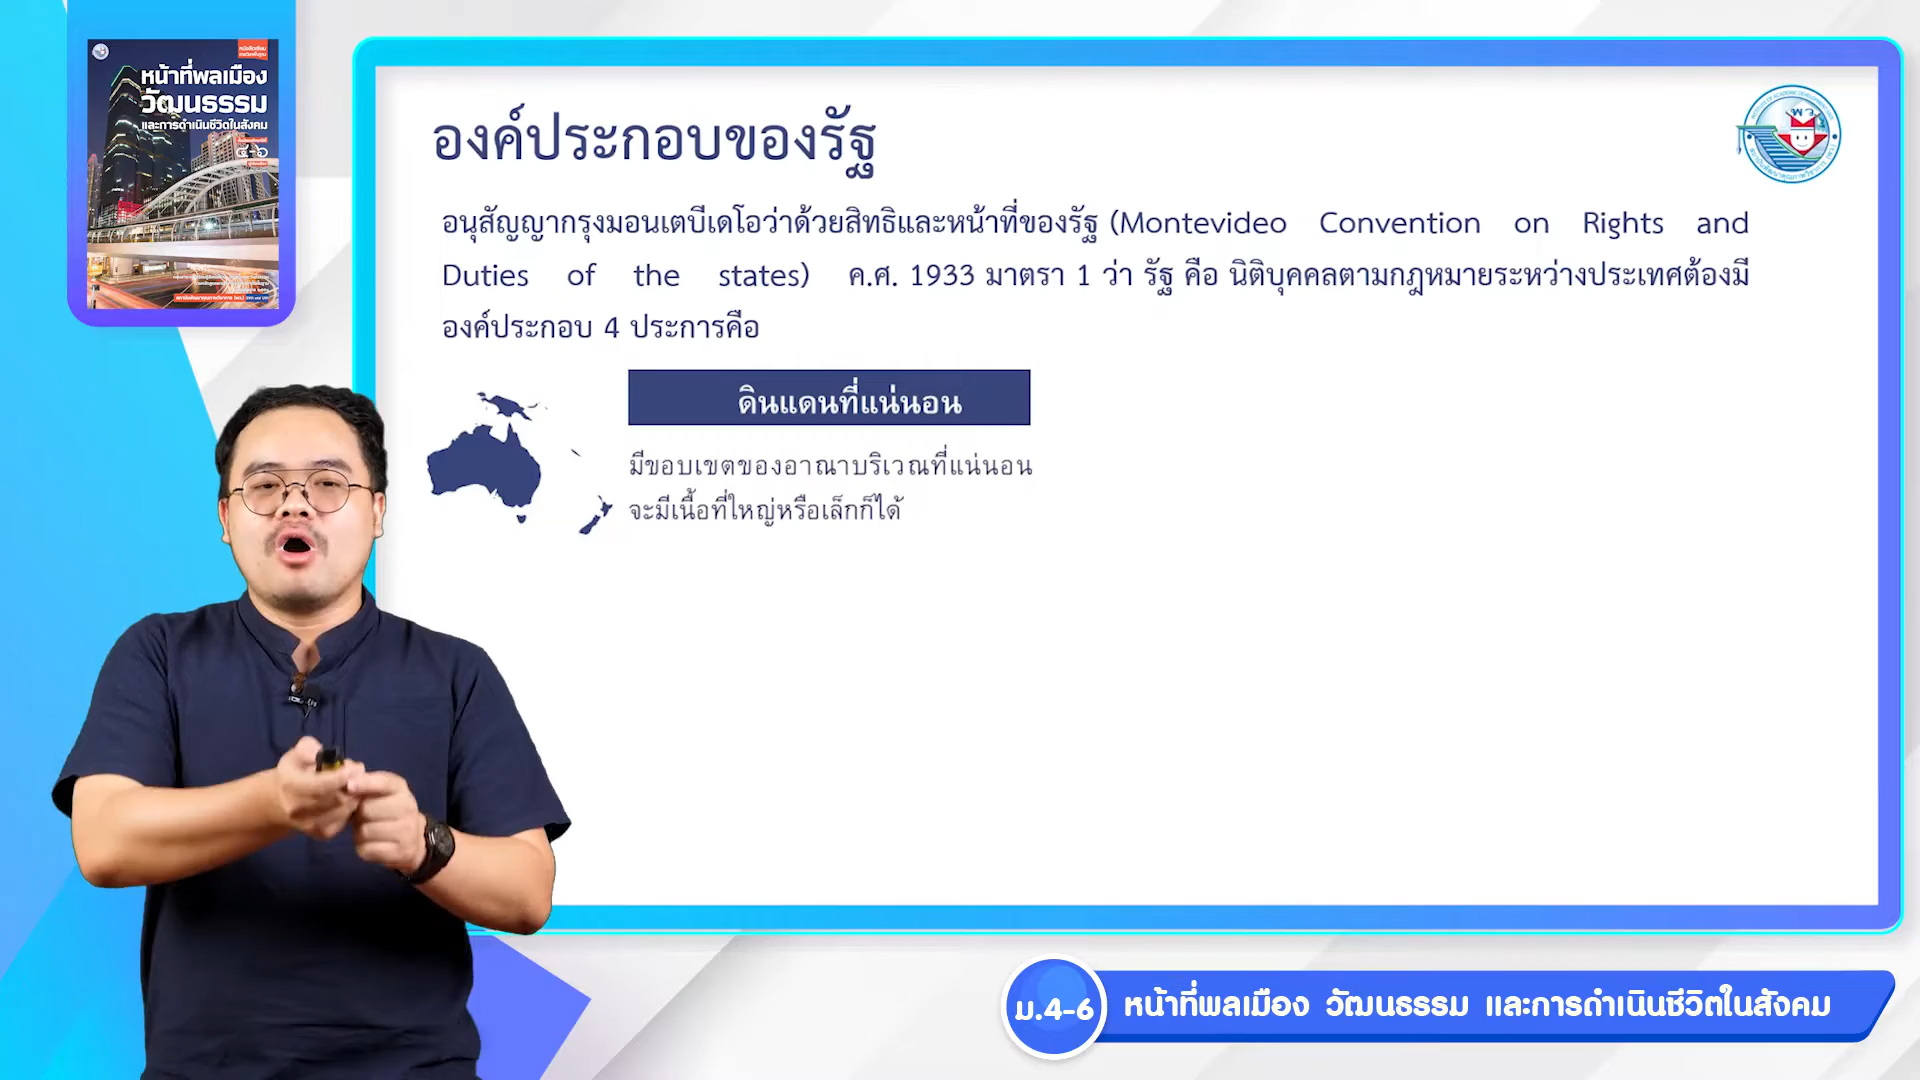 หน้าที่พลเมือง
วัฒนธรรม
และการดำเนินชีวิตในสังคม
๔-๖
องค์ประกอบของรัฐ
อนุสัญญากรุงมอนเตบีเดโอว่าด้วยสิทธิและหน้าที่ของรัฐ (Montevideo Convention on Rights and
Duties of the states) ค.ศ. 1933 มาตรา 1 ว่า รัฐ คือ นิติบุคคลตามกฎหมายระหว่างประเทศต้องมี
องค์ประกอบ 4 ประการคือ
ดินแดนที่แน่นอน
มีขอบเขตของอาณาบริเวณที่แน่นอน
จะมีเนื้อที่ใหญ่หรือเล็กก็ได้
พว
ม.4-6
หน้าที่พลเมือง วัฒนธรรม และการดำเนินชีวิตในสังคม